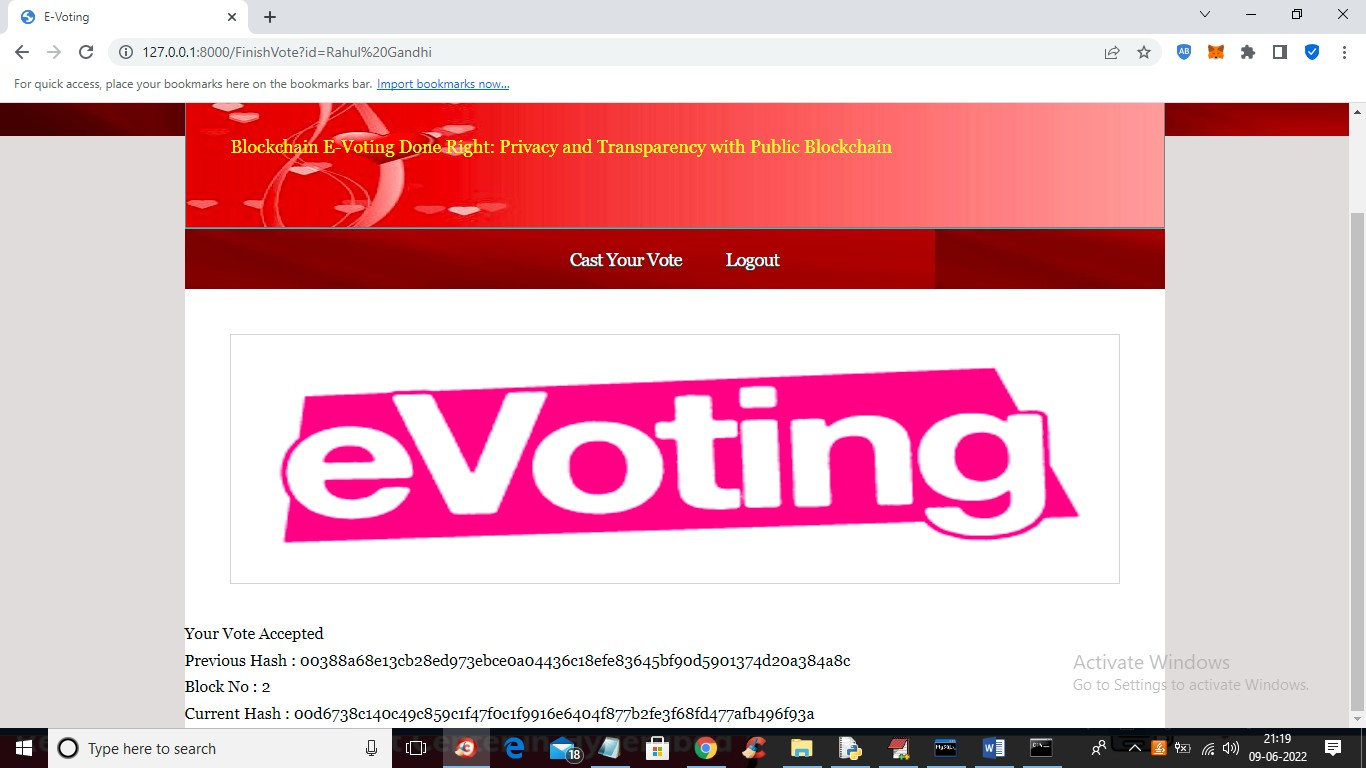 E-Voting
127.0.0.1:8000/FinishVote?id=Rahul%20Gandhi
For quick access, place your bookmarks here on the bookmarks bar. Import bookmarks now...
Blockchain E-Voting Done Right: Privacy and Transparency with Public Blockchain
Cast Your Vote Logout
eVoting
Your Vote Accepted
Previous Hash : 00388a68e13cb28ed973ebce0a04436c18efe83645bf90d5901374d20a384a8c
Block No : 2
Current Hash : 00d6738c140c49c859c1f47f0c1f9916e6404f877b2fe3f68fd477afb496f93a
Activate Windows
Go to Settings to activate Windows.
Type here to search
18
21:19
09-06-2022